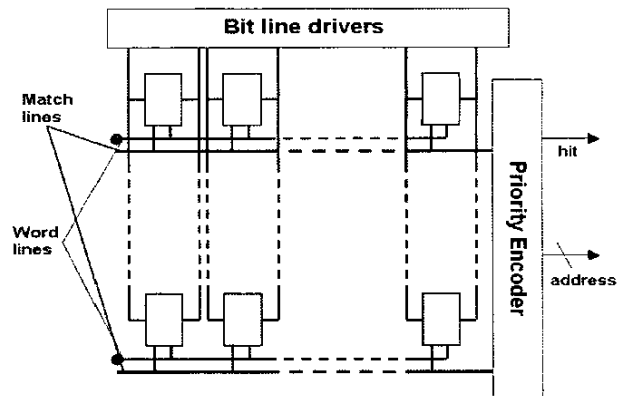 Bit line drivers
Match
lines
Word
lines
Priority Encoder
hit
address